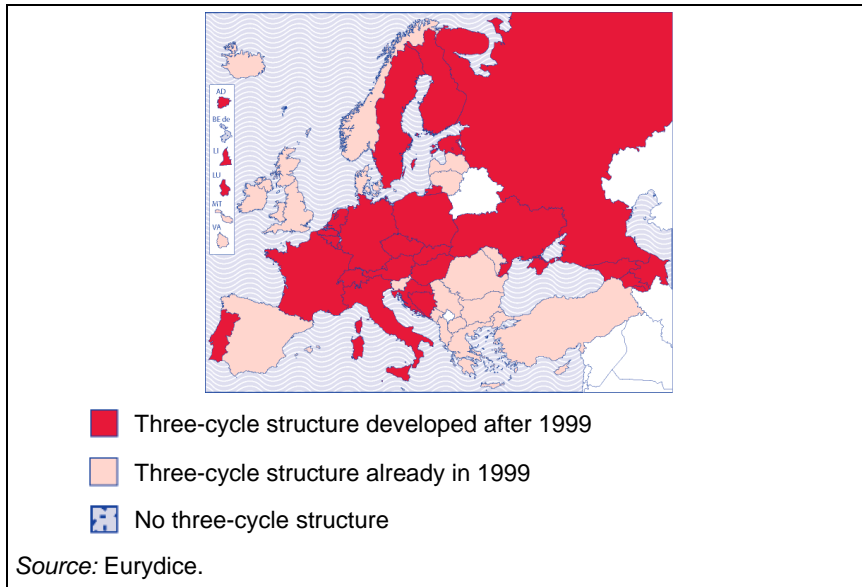 AD
BE de
LI
LU
MT
VA
Three-cycle structure developed after 1999
Three-cycle structure already in 1999
No three-cycle structure
Source: Eurydice.